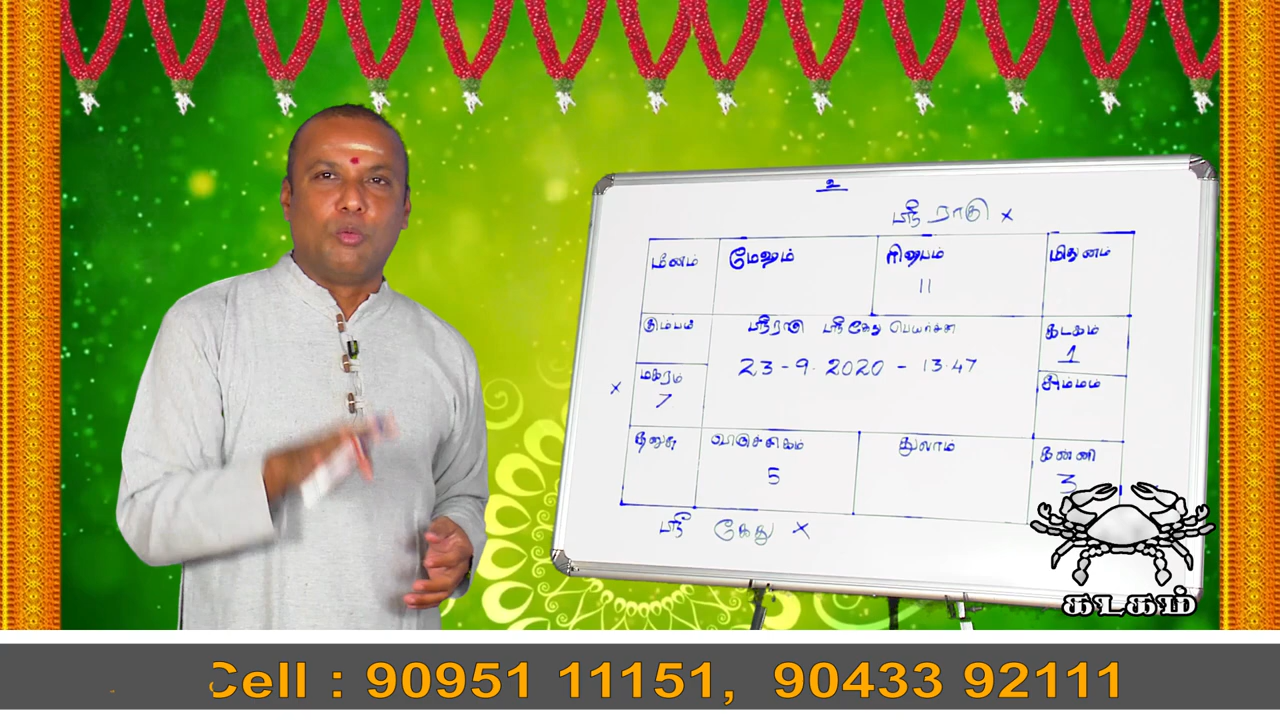 உ
ஸ்ரீ ராகு x
மீனம் மேஷம் ரிஷபம் மிதுனம்
11
கும்பம் ஸ்ரீ ராகு ஸ்ரீ கேது பெயர்ச்சி கடகம்
1
23-9-2020 - 13.47
x மகரம் சிம்மம்
7
தனுசு விருச்சிகம் துலாம் கன்னி
5 3
ஸ்ரீ கேது x
கடகம்
Cell : 90951 11151, 90433 92111